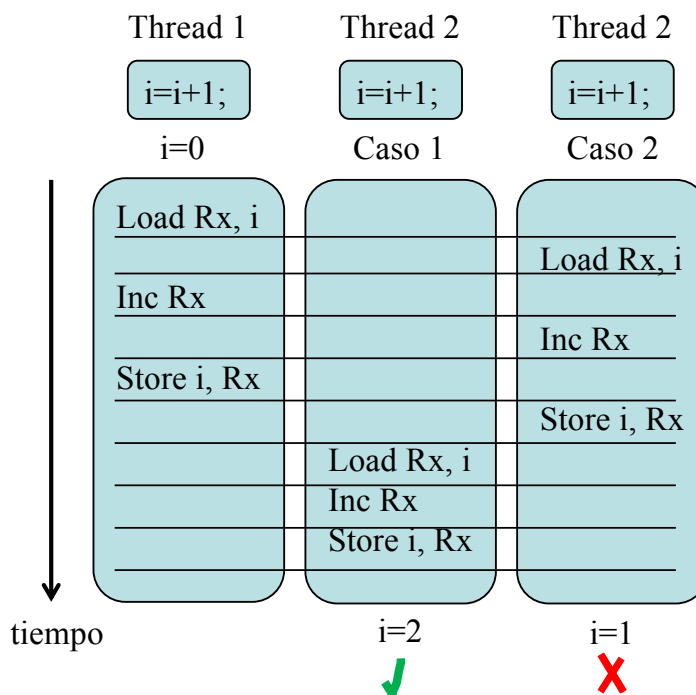 Thread 1
Thread 2
Thread 2
i=i+1;
i=i+1;
i=i+1;
i=0
Caso 1
Caso 2
Load Rx, i
Load Rx, i
Inc Rx
Inc Rx
Store i, Rx
Store i, Rx
Load Rx, i
Inc Rx
Store i, Rx
tiempo
i=2
i=1